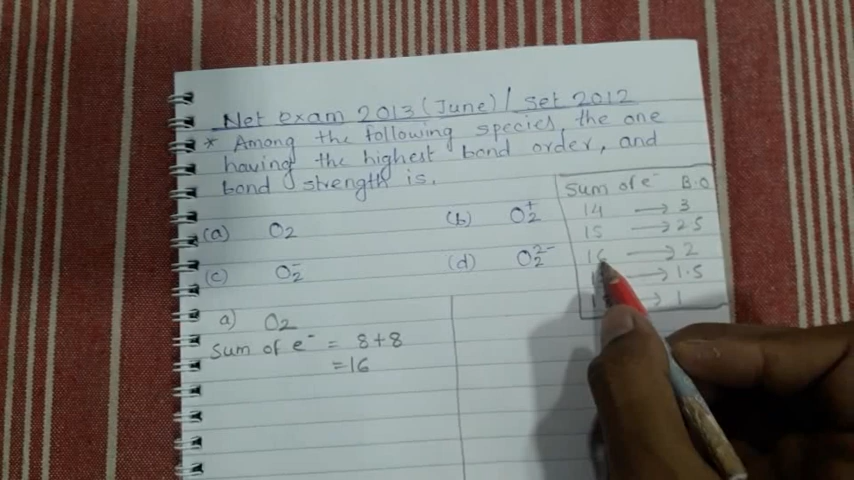 Net exam 2013 (June) / Set 2012
* Among the following species, the one
having the highest bond order, and
bond strength is.
(a) O₂ (b) O₂⁺
(c) O₂⁻ (d) O₂²⁻
Sum of e⁻ B.O
14 → 3
15 → 2.5
16 → 2
→ 1.5
→ 1
a) O₂
Sum of e⁻ = 8+8
=16